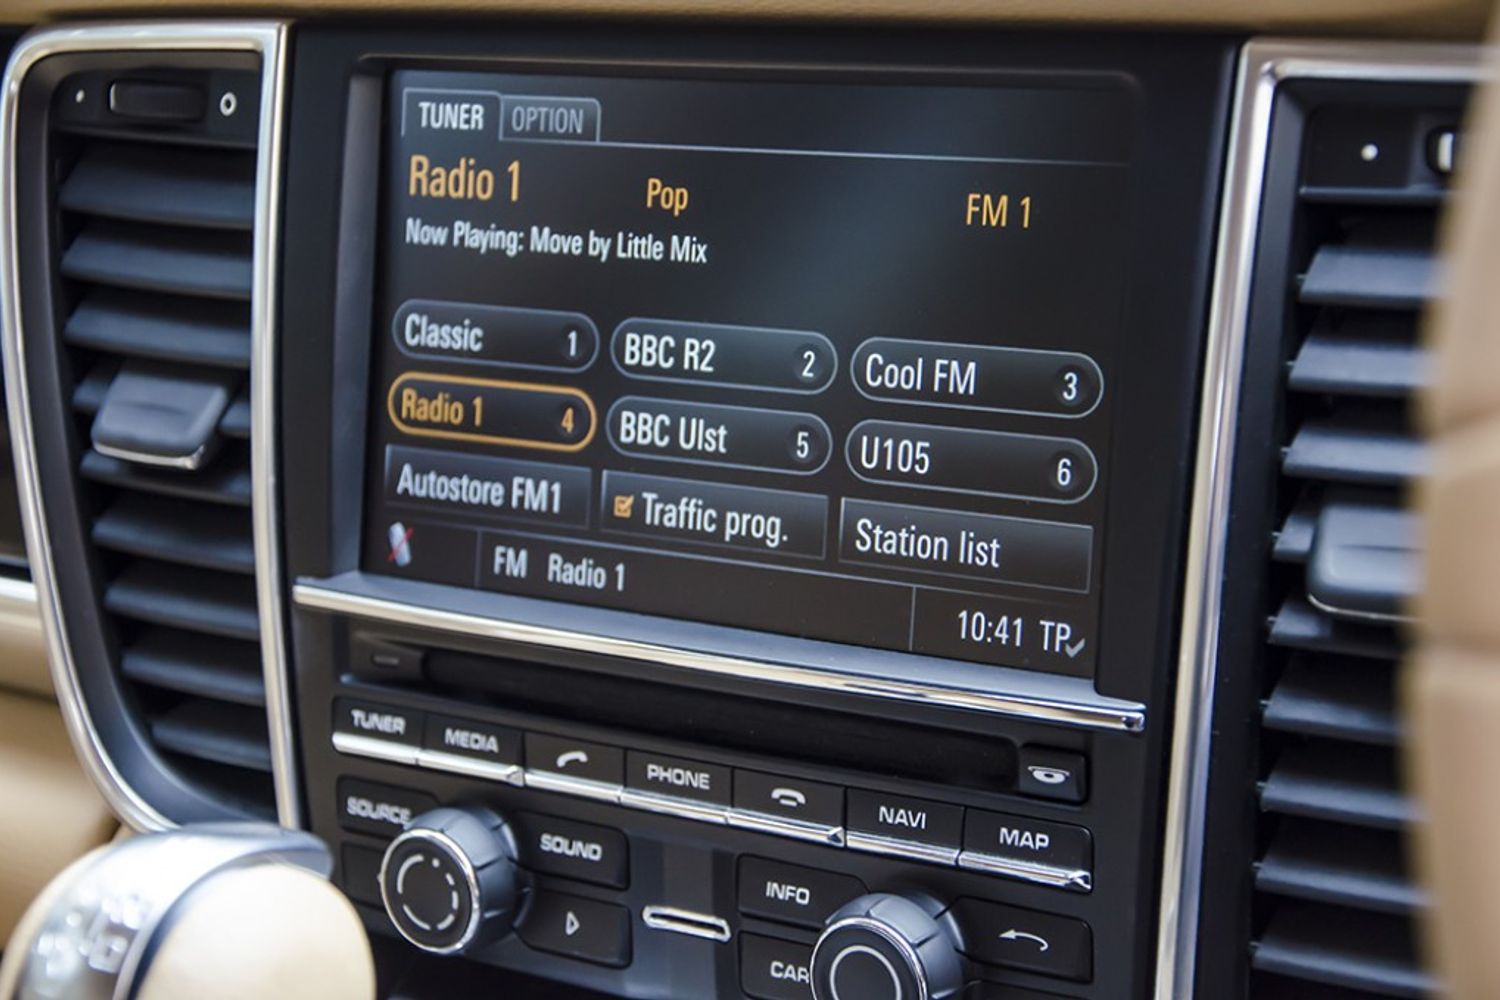 TUNER OPTION
Radio 1 Pop FM 1
Now Playing: Move by Little Mix
Classic 1 BBC R2 2 Cool FM 3
Radio 1 4 BBC Ulst 5 U105 6
Autostore FM1 Traffic prog. Station list
FM Radio 1
10:41 TP
TUNER MEDIA PHONE NAVI MAP
SOURCE SOUND INFO
CAR